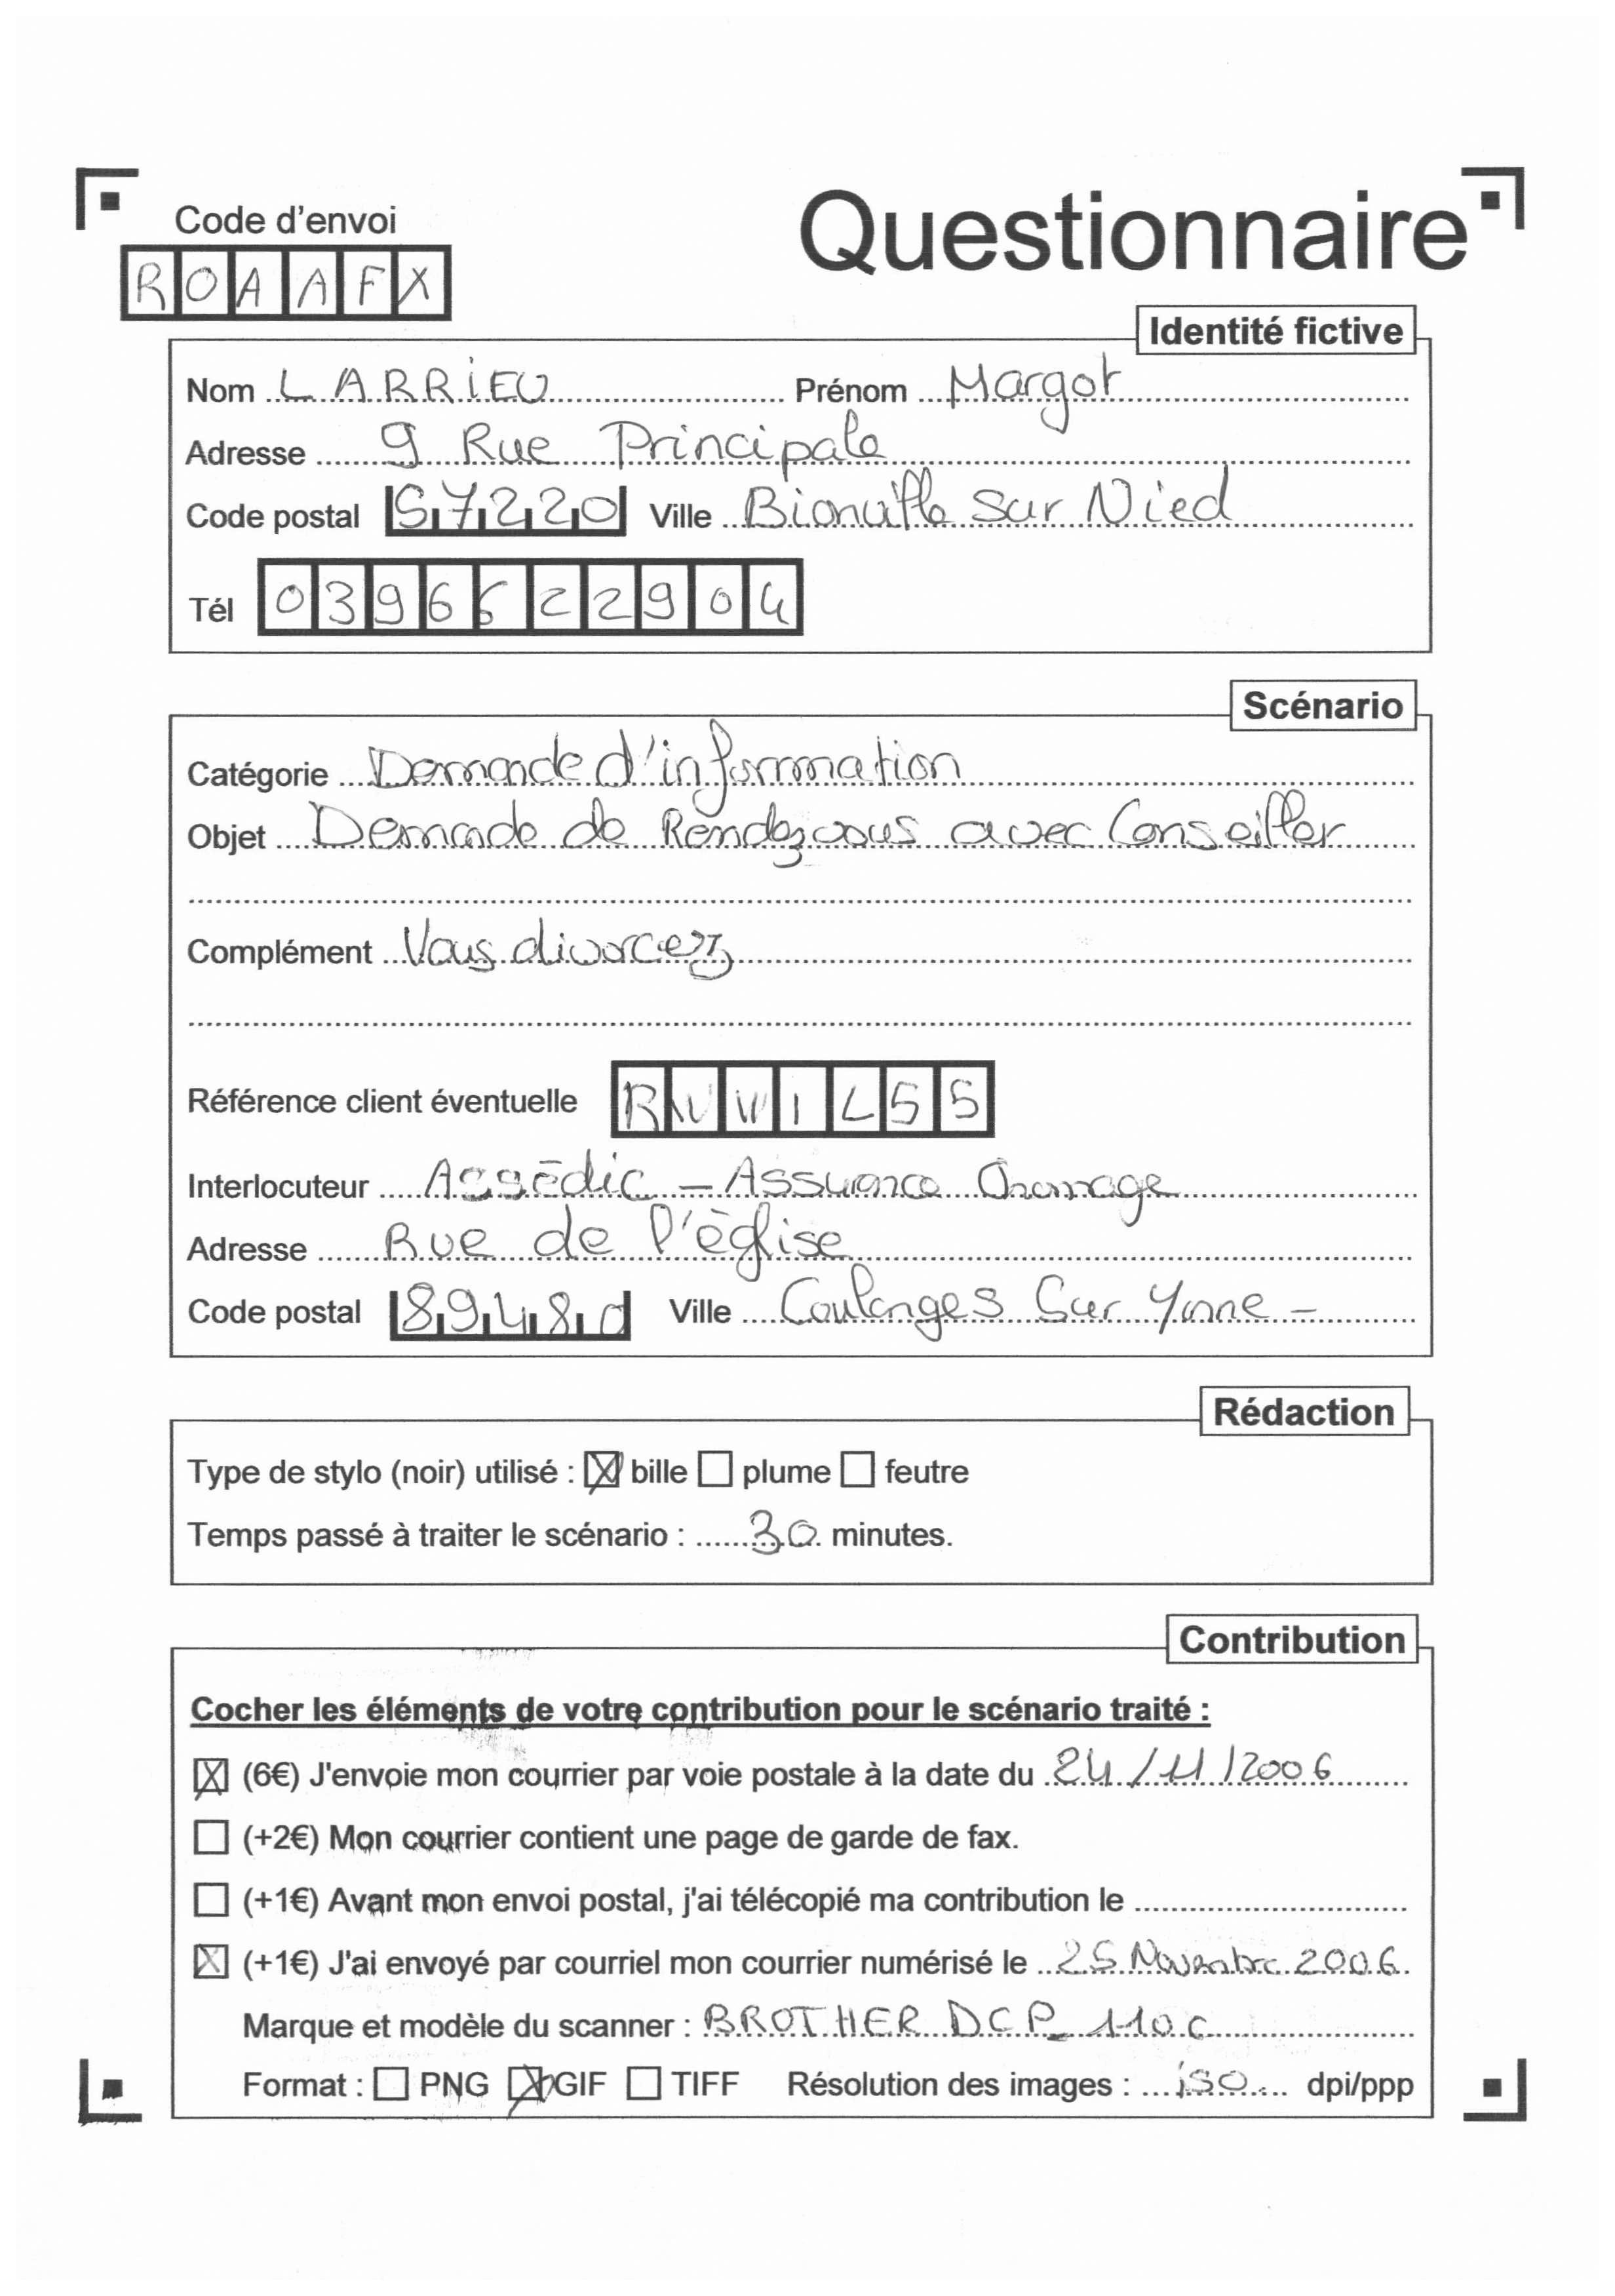 Code d'envoi
Questionnaire
ROAAFX
Identité fictive
Nom LARRIEU Prénom Margot
Adresse 9 Rue Principale
Code postal 57220 Ville Bionville sur Nied
Tél 0396622904
Scénario
Catégorie Demande d'information
Objet Demande de Rendezvous avec Conseiller
Complément Vous divorcez
Référence client éventuelle RNWIL55
Interlocuteur Assédic - Assurance Chomage
Adresse Rue de l'église
Code postal 89480 Ville Coulanges Sur Yonne -
Rédaction
Type de stylo (noir) utilisé : ☒ bille ☐ plume ☐ feutre
Temps passé à traiter le scénario : 30 minutes.
Contribution
Cocher les éléments de votre contribution pour le scénario traité :
☒ (6€) J'envoie mon courrier par voie postale à la date du 24/11/2006
☐ (+2€) Mon courrier contient une page de garde de fax.
☐ (+1€) Avant mon envoi postal, j'ai télécopié ma contribution le
☒ (+1€) J'ai envoyé par courriel mon courrier numérisé le 25 Novembre 2006
Marque et modèle du scanner : BROTHER DCP_110C
Format : ☐ PNG ☒ GIF ☐ TIFF Résolution des images : 150 dpi/ppp